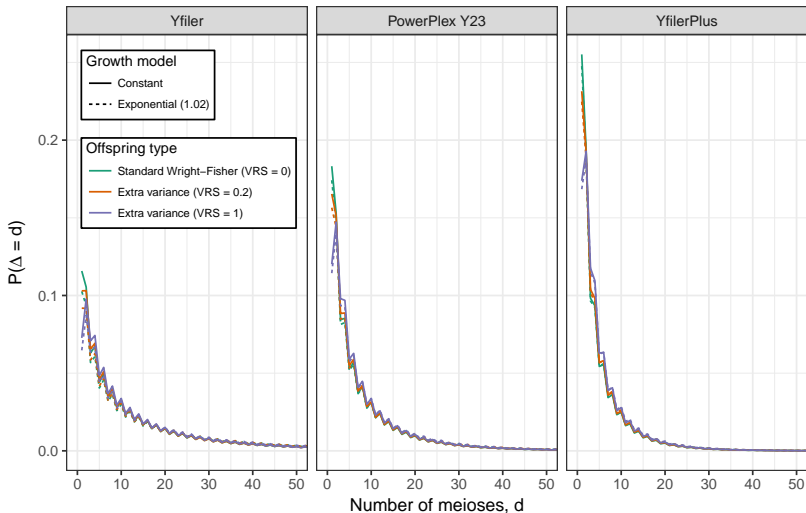 Yfiler
PowerPlex Y23
YfilerPlus
Growth model
Constant
Exponential (1.02)
Offspring type
Standard Wright−Fisher (VRS = 0)
Extra variance (VRS = 0.2)
Extra variance (VRS = 1)
P(Δ = d)
0.2
0.1
0.0
0 10 20 30 40 50 0 10 20 30 40 50 0 10 20 30 40 50
Number of meioses, d